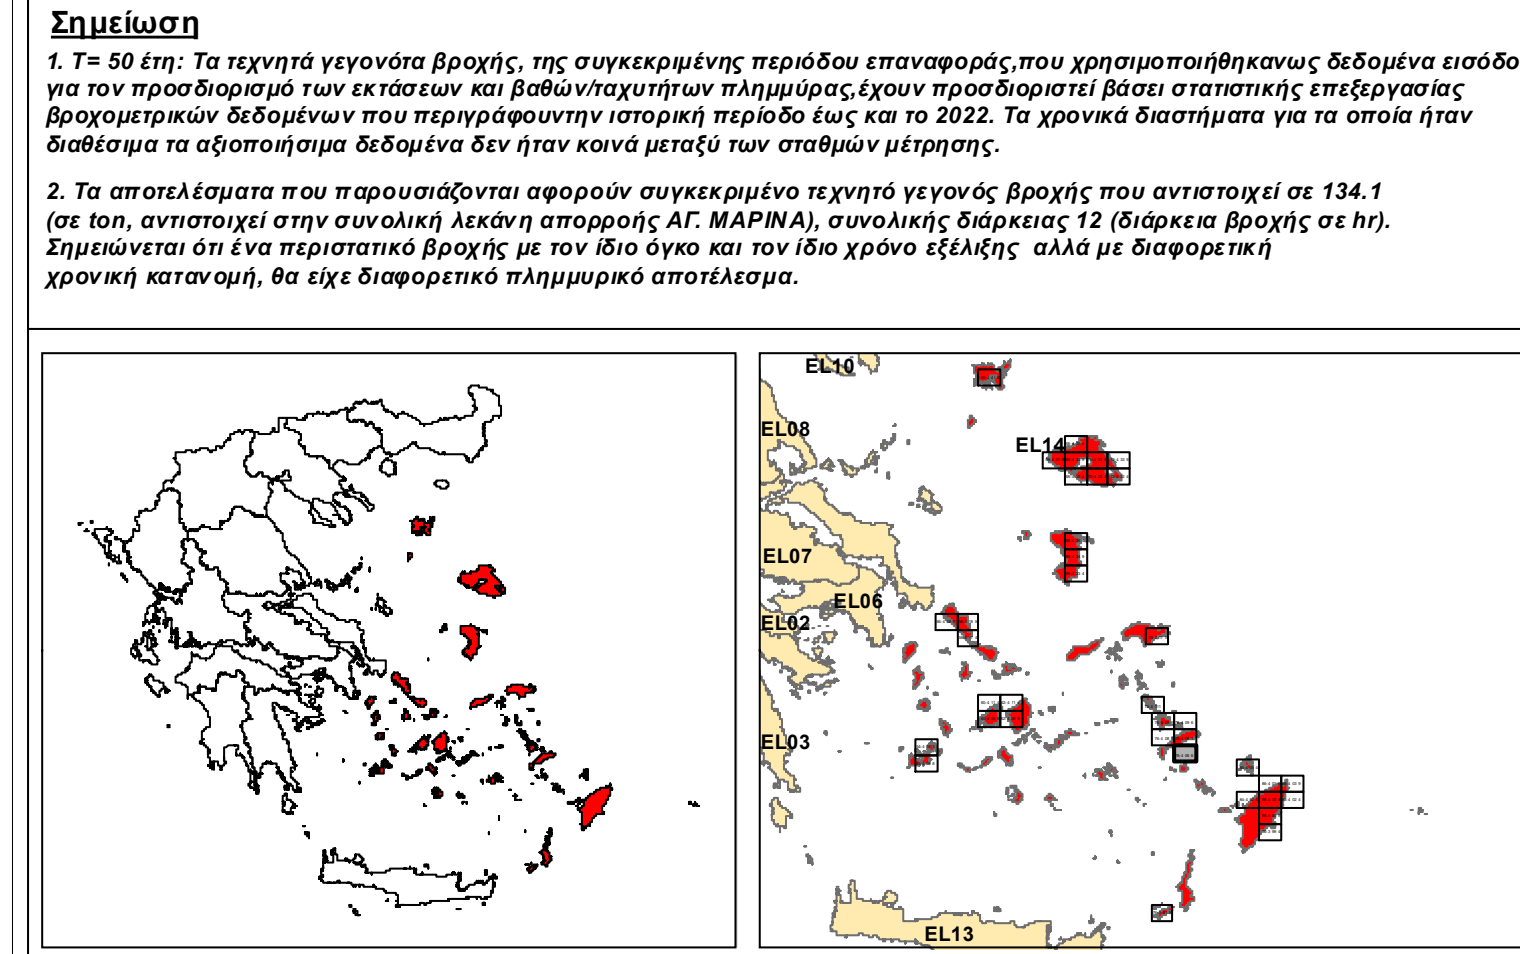 Σημείωση
1. Τ= 50 έτη: Τα τεχνητά γεγονότα βροχής, της συγκεκριμένης περιόδου επαναφοράς,που χρησιμοποιήθηκανως δεδομένα εισόδο
για τον προσδιορισμό των εκτάσεων και βαθών/ταχυτήτων πλημμύρας,έχουν προσδιοριστεί βάσει στατιστικής επεξεργασίας
βροχομετρικών δεδομένων που περιγράφουντην ιστορική περίοδο έως και το 2022. Τα χρονικά διαστήματα για τα οποία ήταν
διαθέσιμα τα αξιοποιήσιμα δεδομένα δεν ήταν κοινά μεταξύ των σταθμών μέτρησης.
2. Τα αποτελέσματα που παρουσιάζονται αφορούν συγκεκριμένο τεχνητό γεγονός βροχής που αντιστοιχεί σε 134.1
(σε ton, αντιστοιχεί στην συνολική λεκάνη απορροής ΑΓ. ΜΑΡΙΝΑ), συνολικής διάρκειας 12 (διάρκεια βροχής σε hr).
Σημειώνεται ότι ένα περιστατικό βροχής με τον ίδιο όγκο και τον ίδιο χρόνο εξέλιξης αλλά με διαφορετική
χρονική κατανομή, θα είχε διαφορετικό πλημμυρικό αποτέλεσμα.
EL10
EL08
EL14
EL07
EL06
EL02
EL03
EL13